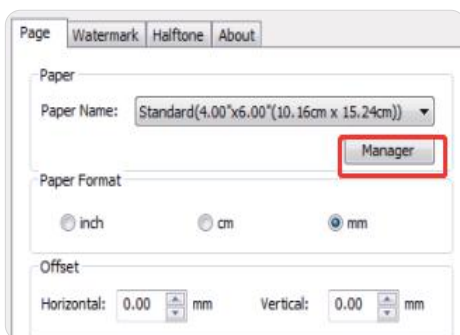 Page Watermark Halftone About
Paper
Paper Name: Standard(4.00"x6.00"(10.16cm x 15.24cm))
Manager
Paper Format
inch cm mm
Offset
Horizontal: 0.00 mm Vertical: 0.00 mm